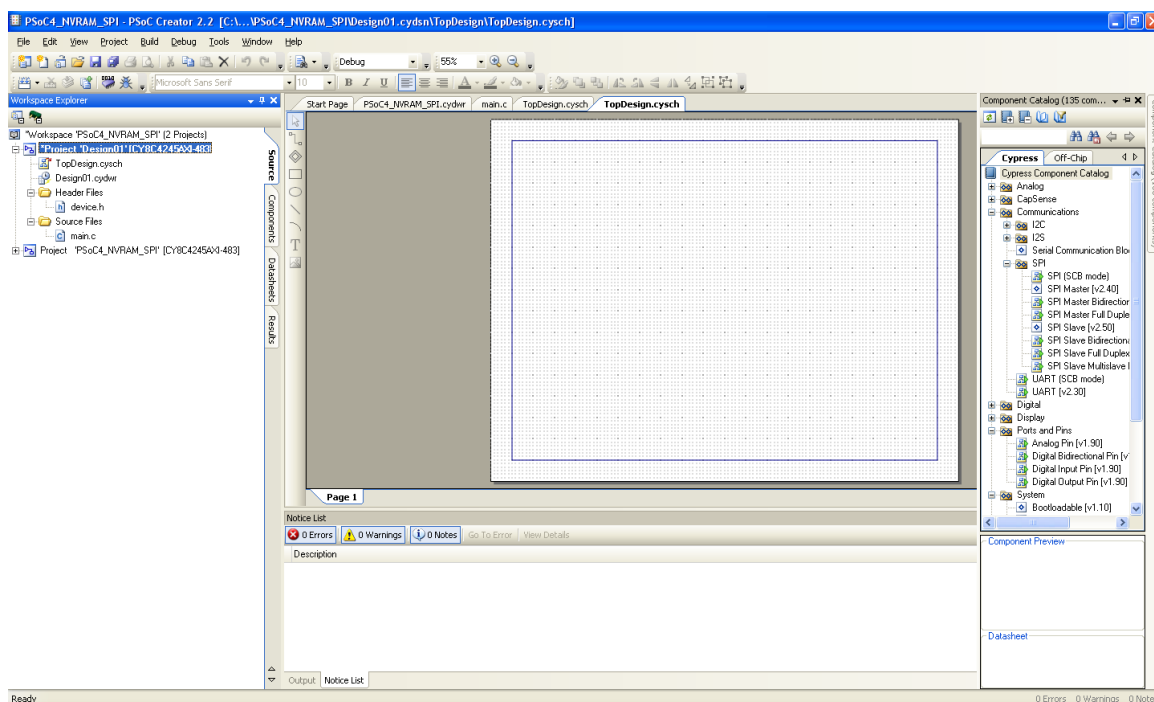 PSoC4_NVRAM_SPI - PSoC Creator 2.2 [C:\...\PSoC4_NVRAM_SPI\Design01.cydsn\TopDesign\TopDesign.cysch]
File Edit View Project Build Debug Tools Window Help
Debug 55%
Microsoft Sans Serif 10 B I U A
Workspace Explorer
Start Page PSoC4_NVRAM_SPI.cydwr main.c TopDesign.cysch TopDesign.cysch
Component Catalog (135 com...
Workspace 'PSoC4_NVRAM_SPI' (2 Projects)
Project 'Design01' [CY8C4245AXI-483]
TopDesign.cysch
Design01.cydwr
Header Files
device.h
Source Files
main.c
Project 'PSoC4_NVRAM_SPI' [CY8C4245AXI-483]
Source
Components
Datasheets
Results
T
Page 1
Cypress Off-Chip
Cypress Component Catalog
Analog
CapSense
Communications
I2C
I2S
Serial Communication Blo
SPI
SPI (SCB mode)
SPI Master [v2.40]
SPI Master Bidirection
SPI Master Full Duple
SPI Slave [v2.50]
SPI Slave Bidirectiona
SPI Slave Full Duplex
SPI Slave Multislave
UART (SCB mode)
UART [v2.30]
Digital
Display
Ports and Pins
Analog Pin [v1.90]
Digital Bidirectional Pin [v
Digital Input Pin [v1.90]
Digital Output Pin [v1.90]
System
Bootloadable [v1.10]
Notice List
0 Errors 0 Warnings 0 Notes Go To Error View Details
Description
Component Preview
Datasheet
Output Notice List
Ready
0 Errors 0 Warnings 0 Note